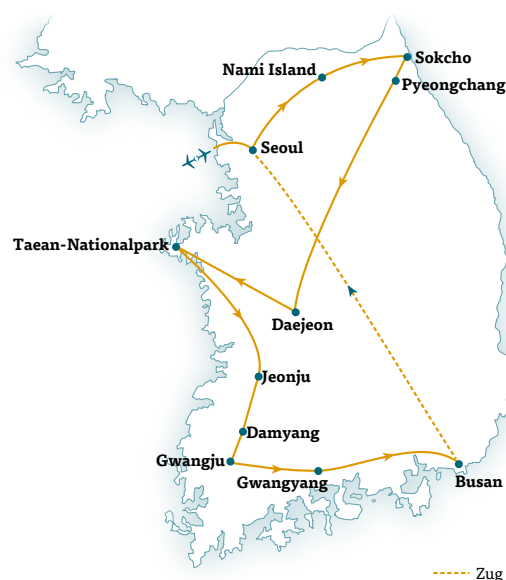 Sokcho
Nami Island
Pyeongchang
Seoul
Taean-Nationalpark
Daejeon
Jeonju
Damyang
Gwangju
Gwangyang
Busan
Zug